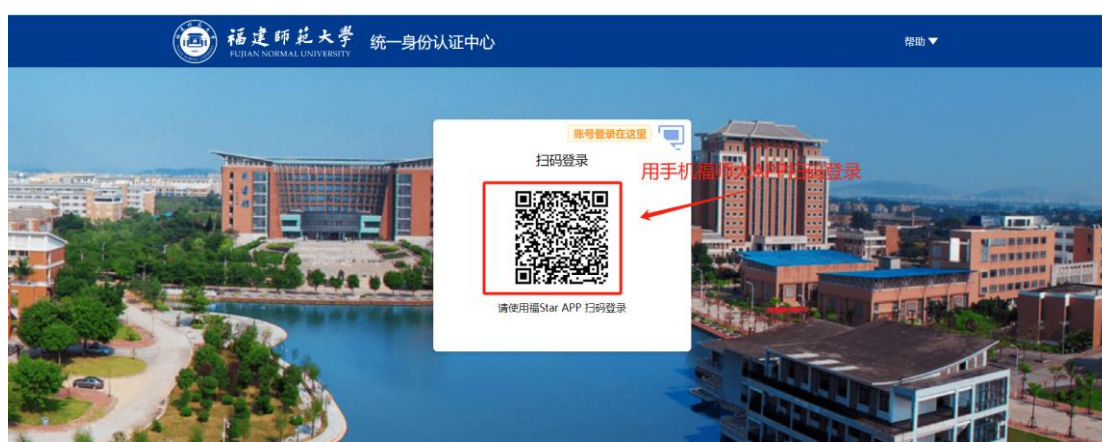 福建师范大學
FUJIAN NORMAL UNIVERSITY
统一身份认证中心
帮助▼
账号登录在这里
扫码登录
用手机福师大APP扫码登录
请使用福Star APP 扫码登录